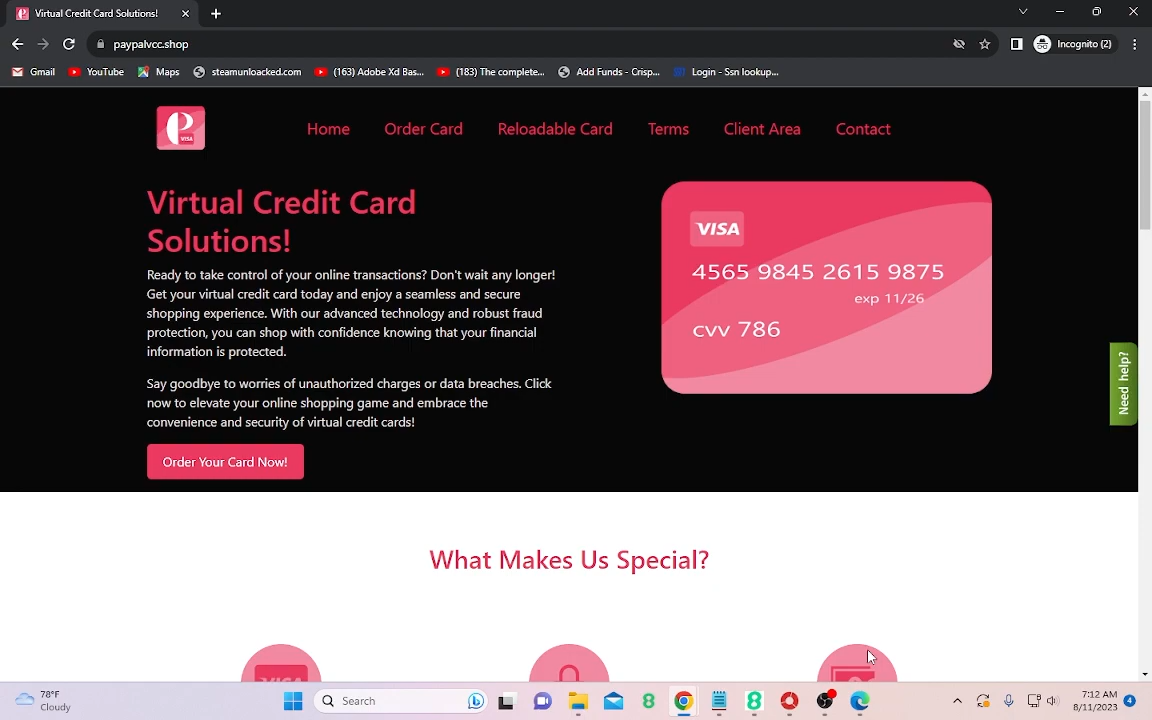 Virtual Credit Card Solutions!
paypalvcc.shop
Incognito (2)
Gmail
YouTube
Maps
steamunloacked.com
(163) Adobe Xd Bas...
(183) The complete...
Add Funds - Crisp...
Login - Ssn lookup...
Home
Order Card
Reloadable Card
Terms
Client Area
Contact
Virtual Credit Card
Solutions!
Ready to take control of your online transactions? Don't wait any longer!
Get your virtual credit card today and enjoy a seamless and secure
shopping experience. With our advanced technology and robust fraud
protection, you can shop with confidence knowing that your financial
information is protected.
Say goodbye to worries of unauthorized charges or data breaches. Click
now to elevate your online shopping game and embrace the
convenience and security of virtual credit cards!
Order Your Card Now!
VISA
4565 9845 2615 9875
exp 11/26
cvv 786
Need help?
What Makes Us Special?
78°F
Cloudy
Search
7:12 AM
8/11/2023
4